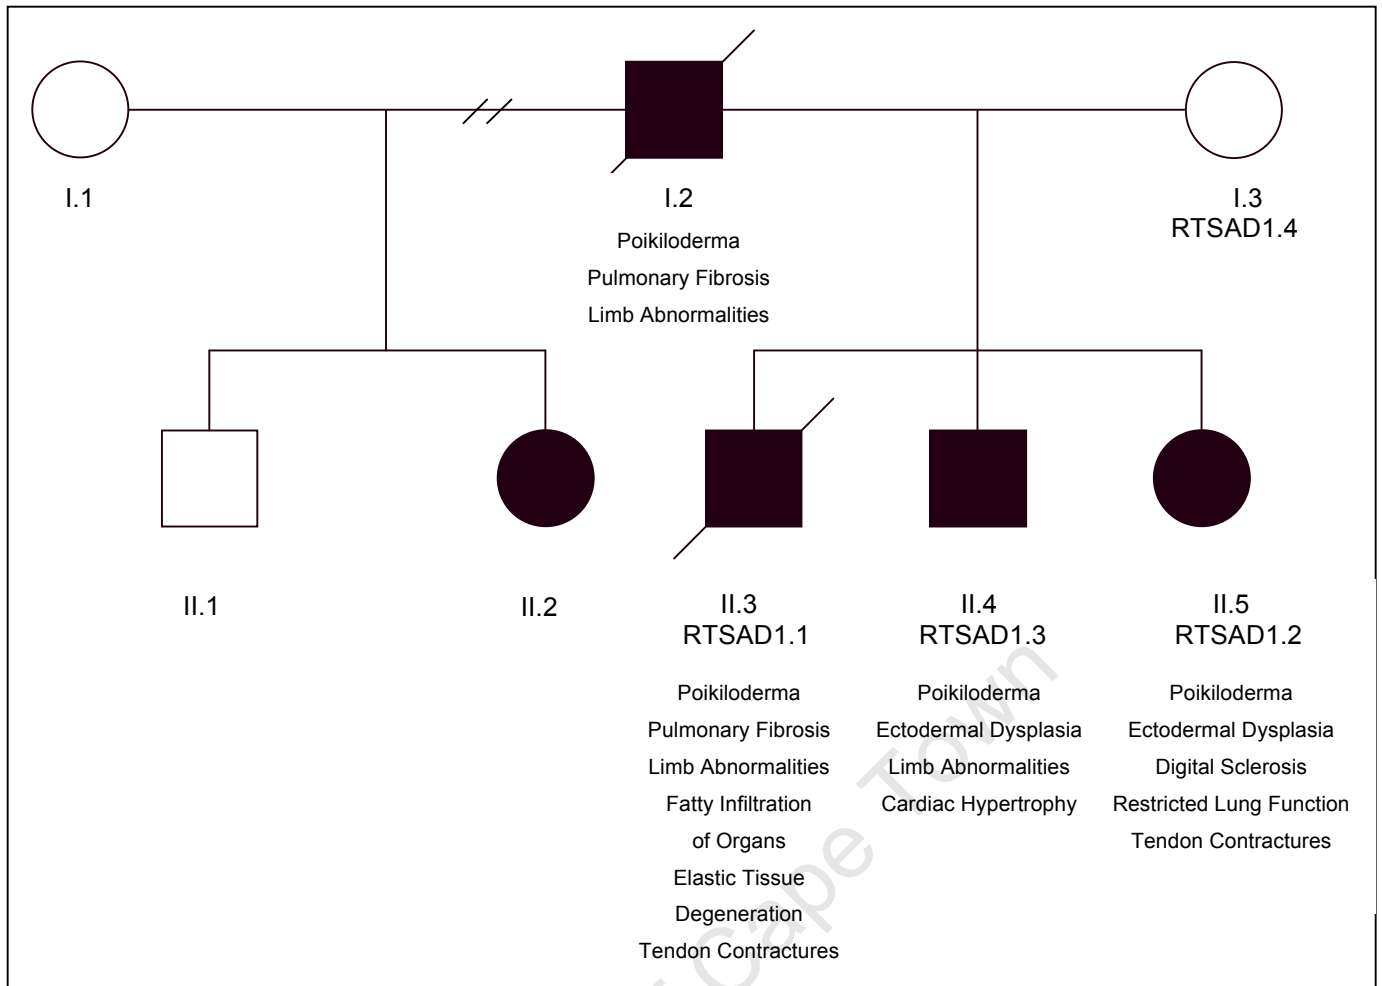 I.1
I.2
I.3
RTSAD1.4
Poikiloderma
Pulmonary Fibrosis
Limb Abnormalities
II.1
II.2
II.3
RTSAD1.1
II.4
RTSAD1.3
II.5
RTSAD1.2
Poikiloderma
Pulmonary Fibrosis
Limb Abnormalities
Fatty Infiltration
of Organs
Elastic Tissue
Degeneration
Tendon Contractures
Poikiloderma
Ectodermal Dysplasia
Limb Abnormalities
Cardiac Hypertrophy
Poikiloderma
Ectodermal Dysplasia
Digital Sclerosis
Restricted Lung Function
Tendon Contractures
Cape Town